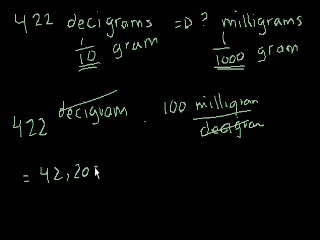 422 decigrams => ? milligrams
1/10 gram 1/1000 gram
422 decigram · 100 milligram/decigram
= 42,20